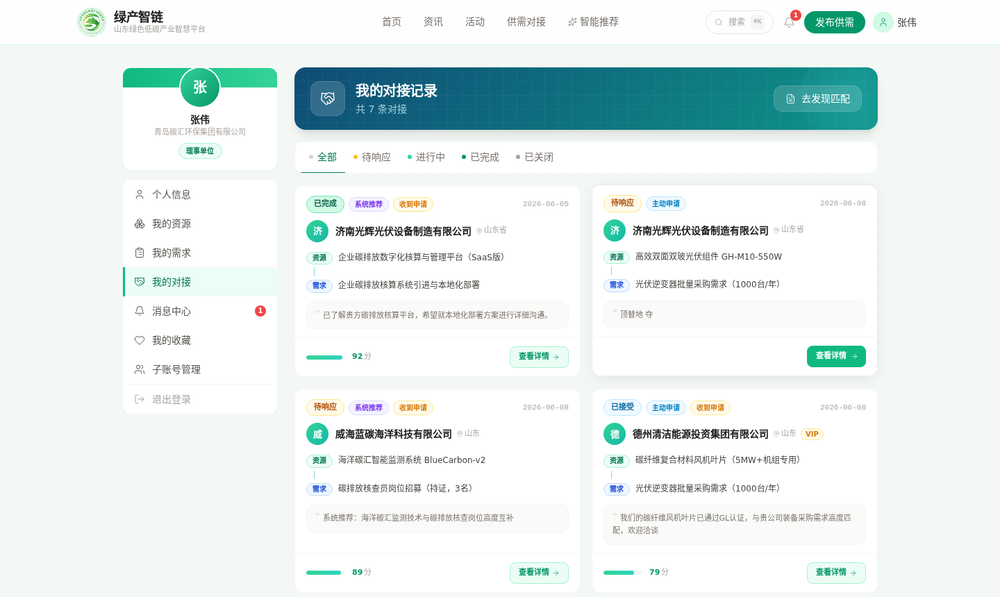 绿产智链
山东绿色低碳产业智慧平台
首页 资讯 活动 供需对接 智能推荐
搜索 ⌘K
1
发布供需
张伟
张
张伟
青岛碳汇环保集团有限公司
理事单位
个人信息
我的资源
我的需求
我的对接
消息中心 1
我的收藏
子账号管理
退出登录
我的对接记录
共 7 条对接
去发现匹配
全部 待响应 进行中 已完成 已关闭
已完成 系统推荐 收到申请 2026-06-05
济 济南光辉光伏设备制造有限公司 山东省
资源 企业碳排放数字化核算与管理平台（SaaS版）
需求 企业碳排放核算系统引进与本地化部署
" 已了解贵方碳排放核算平台，希望就本地化部署方案进行详细沟通。
92分 查看详情 →
待响应 主动申请 2026-06-08
济 济南光辉光伏设备制造有限公司 山东省
资源 高效双面双玻光伏组件 GH-M10-550W
需求 光伏逆变器批量采购需求（1000台/年）
" 顶替地 夺
查看详情 →
待响应 系统推荐 收到申请 2026-06-08
威 威海蓝碳海洋科技有限公司 山东
资源 海洋碳汇智能监测系统 BlueCarbon-v2
需求 碳排放核查员岗位招募（持证，3名）
" 系统推荐：海洋碳汇监测技术与碳排放核查岗位高度互补
89分 查看详情 →
已接受 主动申请 收到申请 2026-06-08
德 德州清洁能源投资集团有限公司 山东 VIP
资源 碳纤维复合材料风机叶片（5MW+机组专用）
需求 光伏逆变器批量采购需求（1000台/年）
" 我们的碳纤维风机叶片已通过GL认证，与贵公司装备采购需求高度匹
配，欢迎洽谈
79分 查看详情 →